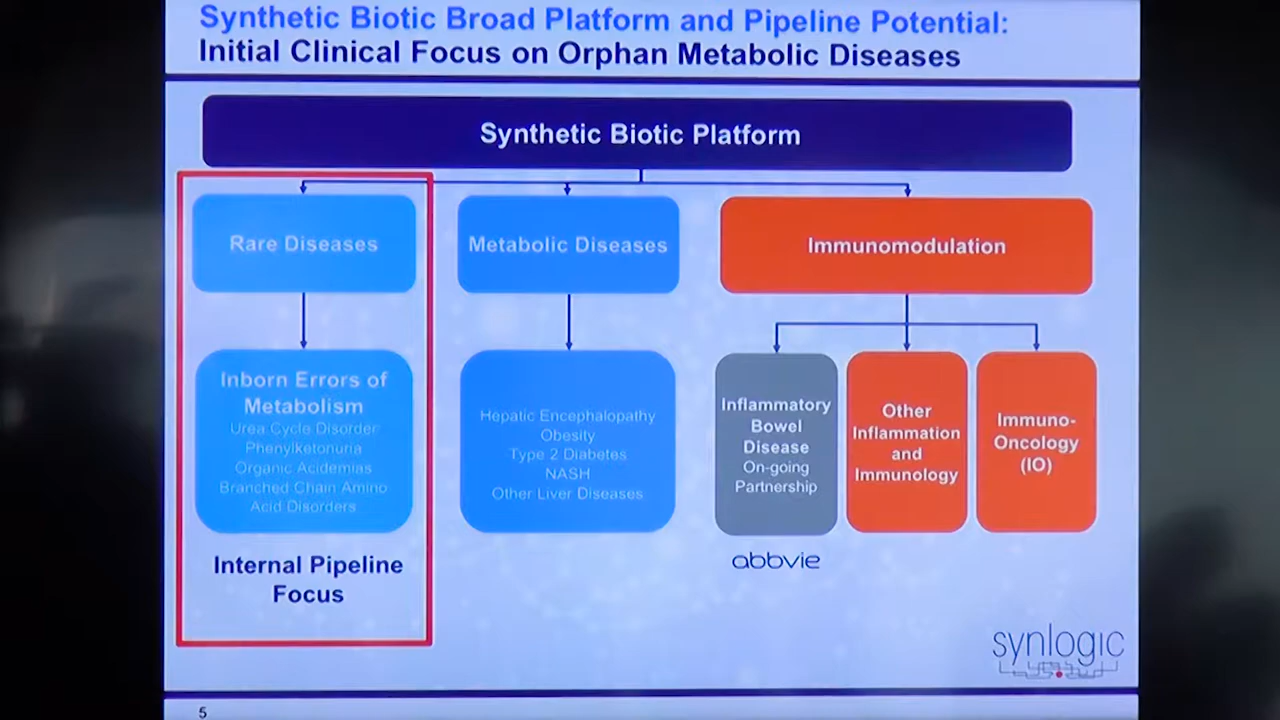 Synthetic Biotic Broad Platform and Pipeline Potential:
Initial Clinical Focus on Orphan Metabolic Diseases
Synthetic Biotic Platform
Rare Diseases
Metabolic Diseases
Immunomodulation
Inborn Errors of
Metabolism
Urea Cycle Disorder
Phenylketonuria
Organic Acidemias
Branched Chain Amino
Acid Disorders
Internal Pipeline
Focus
Hepatic Encephalopathy
Obesity
Type 2 Diabetes
NASH
Other Liver Diseases
Inflammatory
Bowel
Disease
On-going
Partnership
abbvie
Other
Inflammation
and
Immunology
Immuno-
Oncology
(IO)
synlogic
5